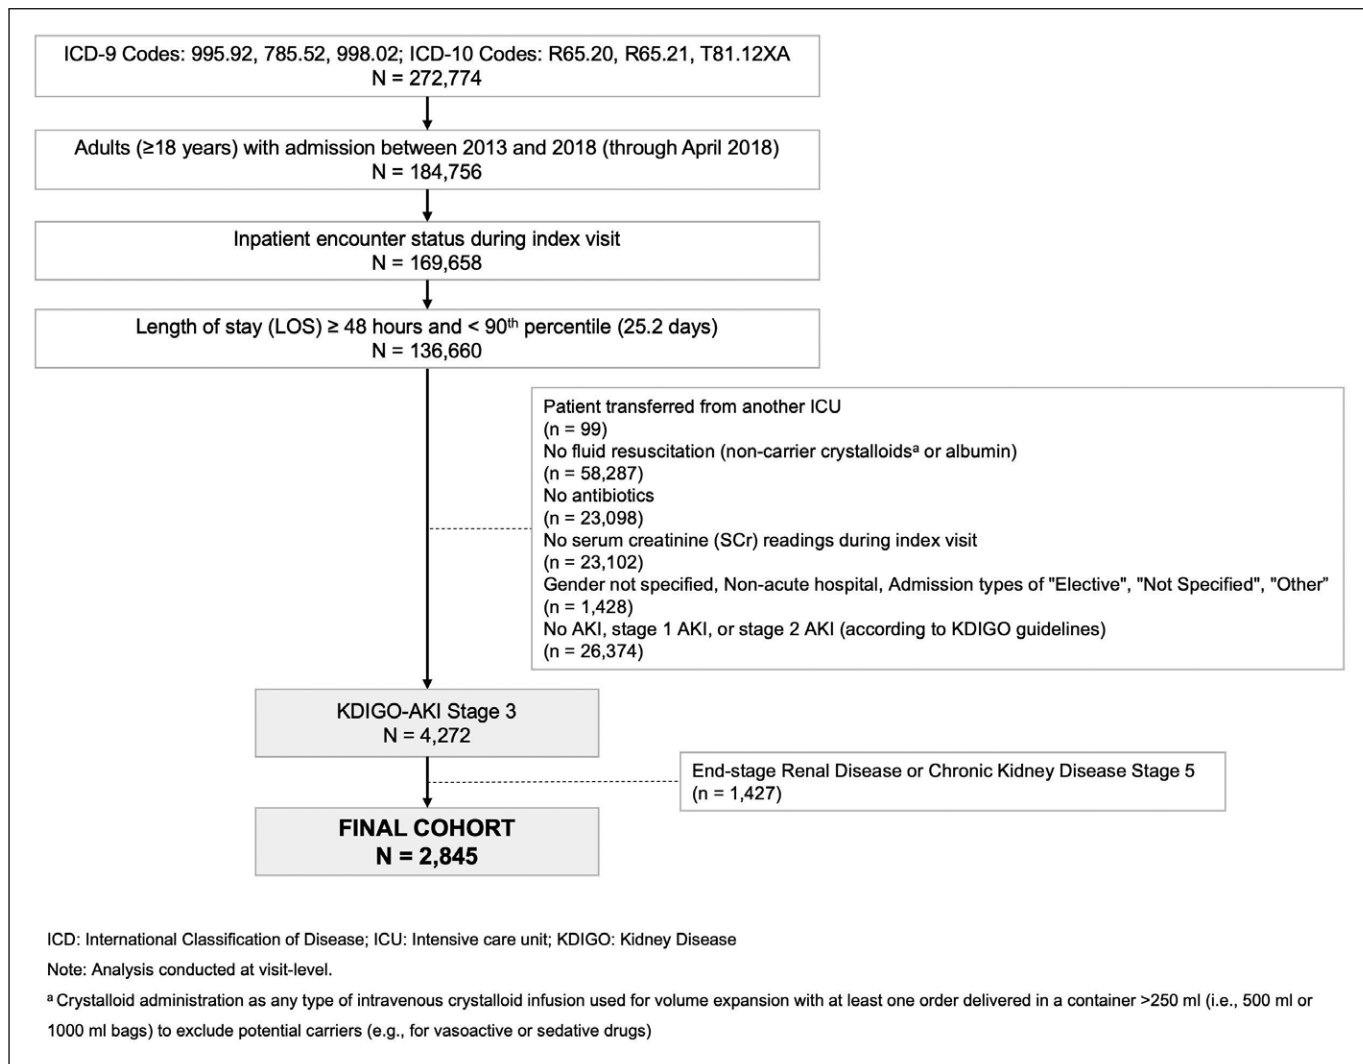 ICD-9 Codes: 995.92, 785.52, 998.02; ICD-10 Codes: R65.20, R65.21, T81.12XA
N = 272,774
Adults (≥18 years) with admission between 2013 and 2018 (through April 2018)
N = 184,756
Inpatient encounter status during index visit
N = 169,658
Length of stay (LOS) ≥ 48 hours and < 90th percentile (25.2 days)
N = 136,660
Patient transferred from another ICU
(n = 99)
No fluid resuscitation (non-carrier crystalloidsª or albumin)
(n = 58,287)
No antibiotics
(n = 23,098)
No serum creatinine (SCr) readings during index visit
(n = 23,102)
Gender not specified, Non-acute hospital, Admission types of "Elective", "Not Specified", "Other"
(n = 1,428)
No AKI, stage 1 AKI, or stage 2 AKI (according to KDIGO guidelines)
(n = 26,374)
KDIGO-AKI Stage 3
N = 4,272
End-stage Renal Disease or Chronic Kidney Disease Stage 5
(n = 1,427)
FINAL COHORT
N = 2,845
ICD: International Classification of Disease; ICU: Intensive care unit; KDIGO: Kidney Disease
Note: Analysis conducted at visit-level.
ª Crystalloid administration as any type of intravenous crystalloid infusion used for volume expansion with at least one order delivered in a container >250 ml (i.e., 500 ml or
1000 ml bags) to exclude potential carriers (e.g., for vasoactive or sedative drugs)